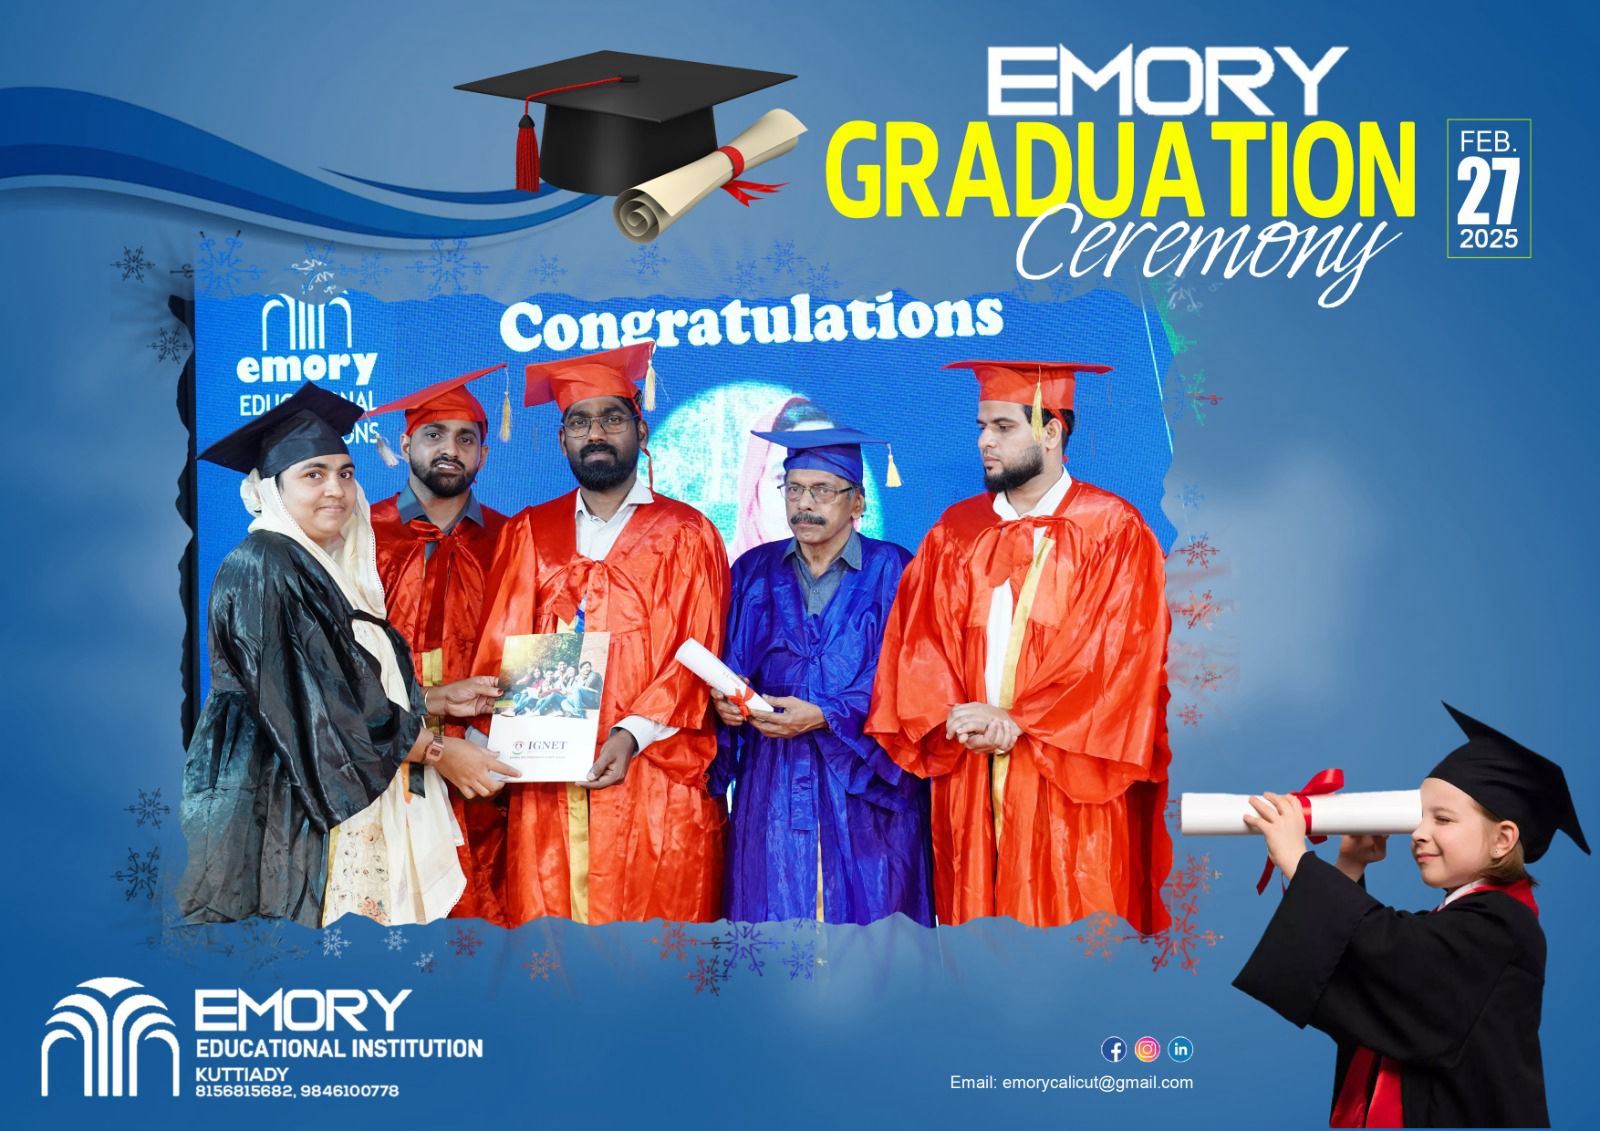 EMORY
GRADUATION
Ceremony
FEB.
27
2025
Congratulations
emory
IGNET
EMORY
EDUCATIONAL INSTITUTION
KUTTIADY
8156815682, 9846100778
Email: emorycalicut@gmail.com